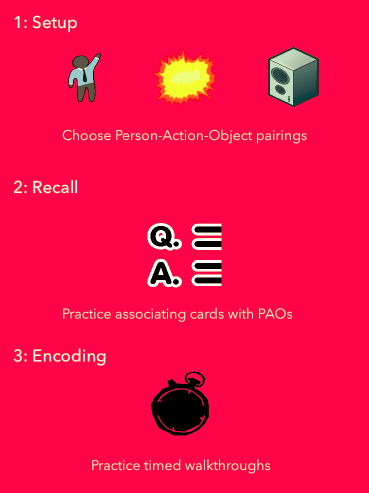 1: Setup
Choose Person-Action-Object pairings
2: Recall
Q.
A.
Practice associating cards with PAOs
3: Encoding
Practice timed walkthroughs